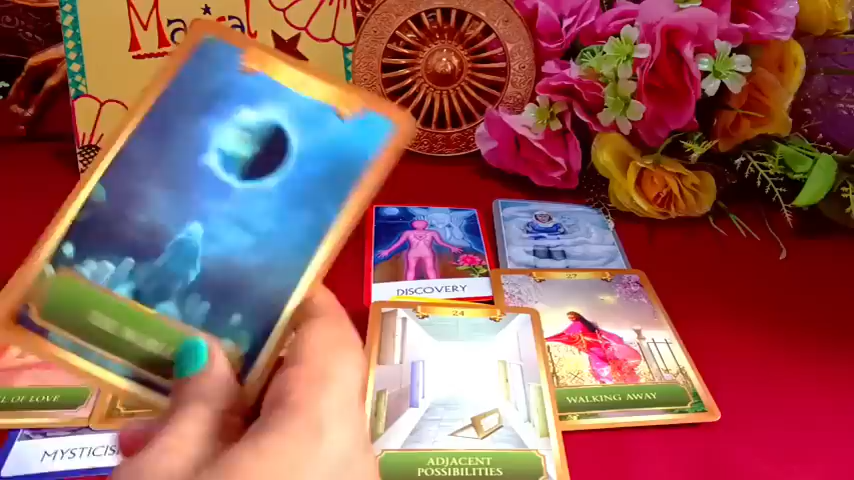 Magical
DISCOVERY
27
24
WALKING AWAY
OF LOVE
ADJACENT
POSSIBILITIES
MYSTICIS